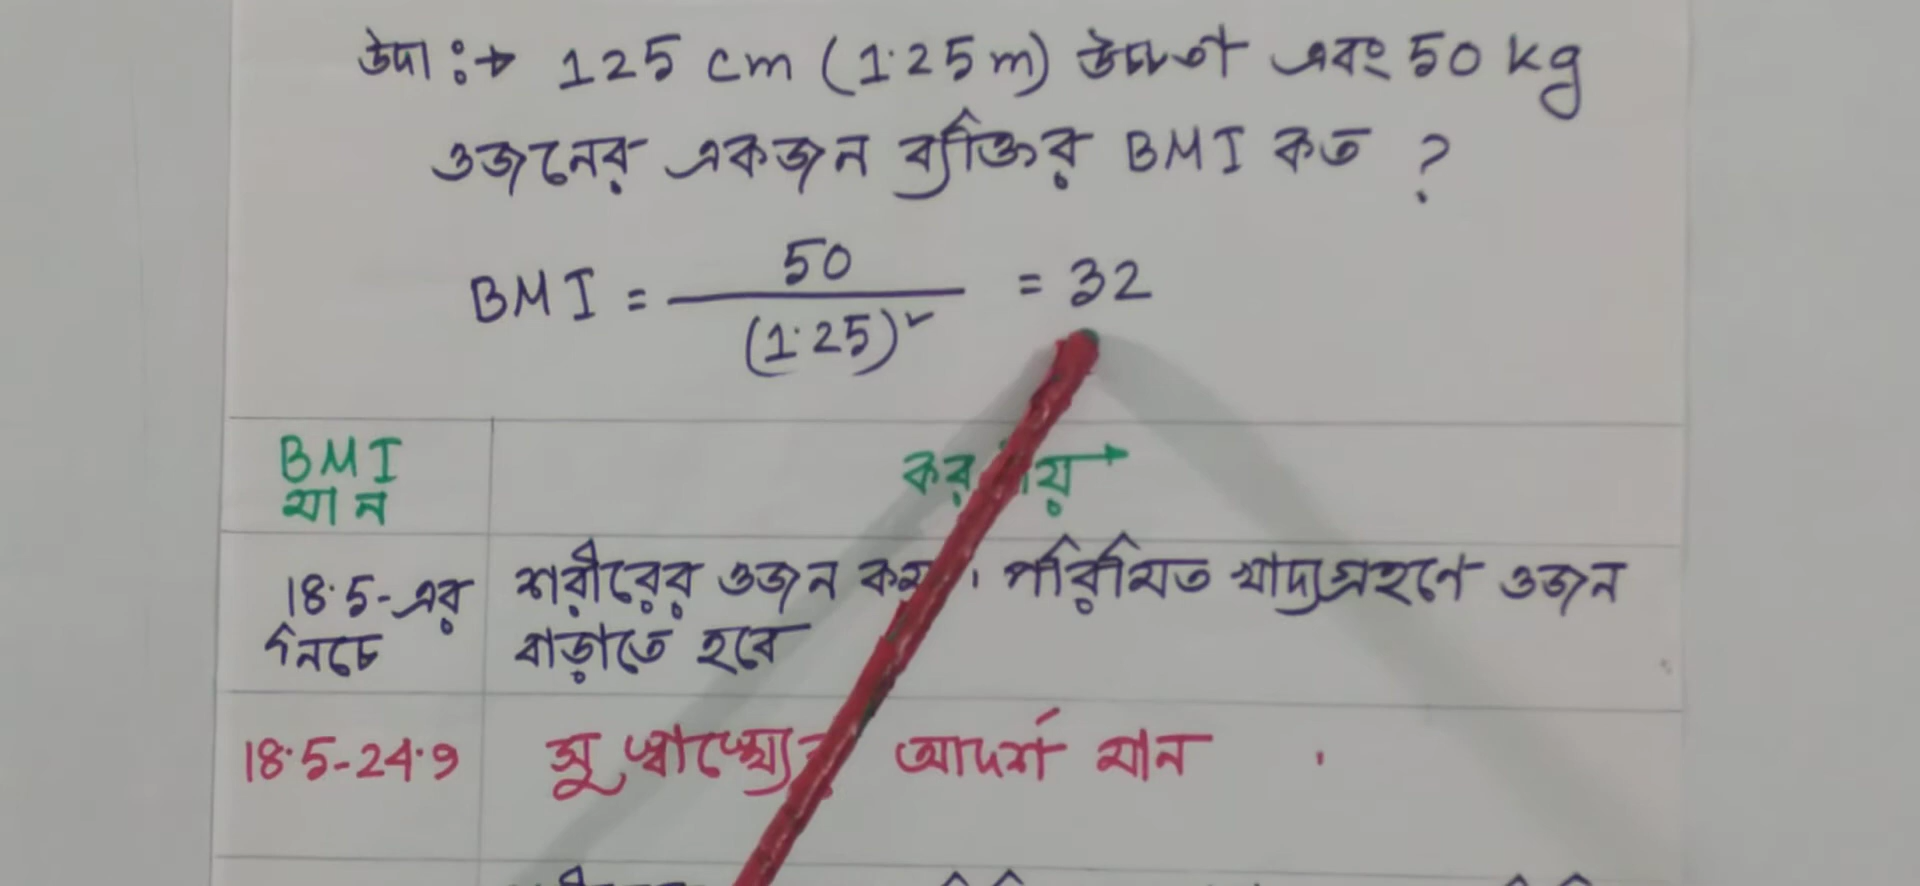 উদা :→ 125 cm (1.25 m) উচ্চতা এবং 50 kg
ওজনের একজন ব্যক্তির BMI কত ?
BMI = 50 / (1.25)² = 32
BMI মান
18.5-এর নিচে
শরীরের ওজন কম। পরিমিত খাদ্যগ্রহণে ওজন
বাড়াতে হবে
18.5-24.9 সুস্বাস্থ্যের আদর্শ মান ।